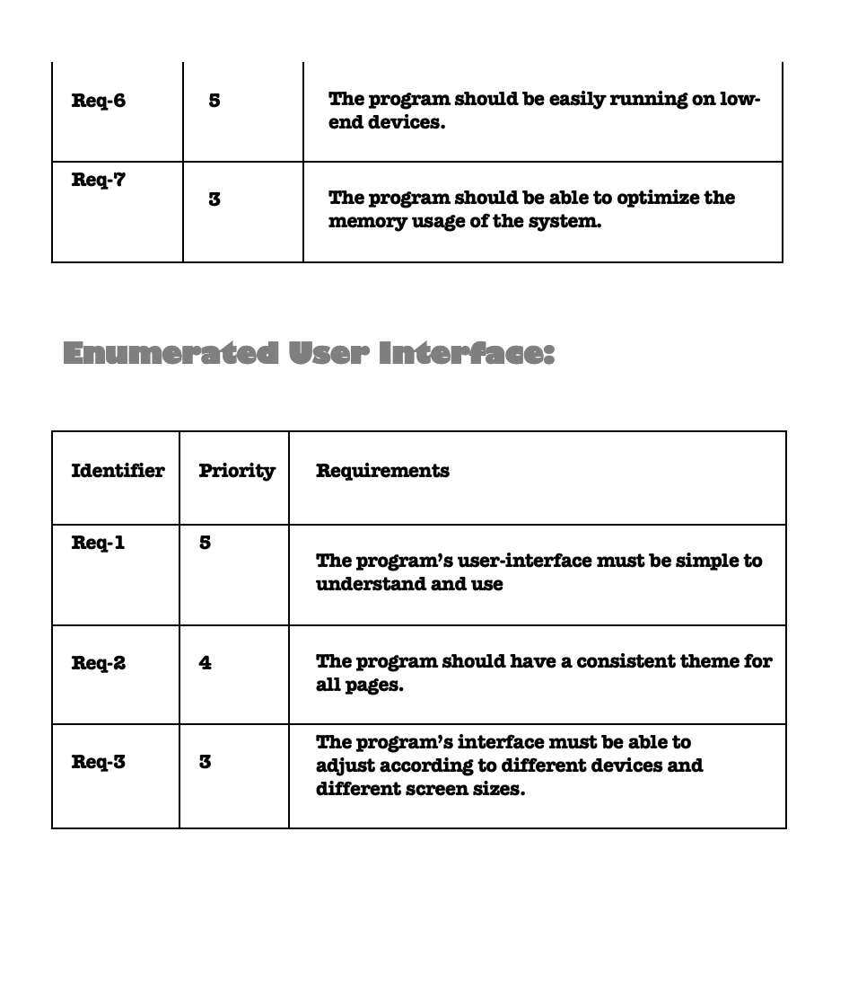 Req-6 5 The program should be easily running on low-
end devices.
Req-7
3 The program should be able to optimize the
memory usage of the system.
Enumerated User Interface:
Identifier Priority Requirements
Req-1 5
The program's user-interface must be simple to
understand and use
Req-2 4 The program should have a consistent theme for
all pages.
The program's interface must be able to
Req-3 3 adjust according to different devices and
different screen sizes.